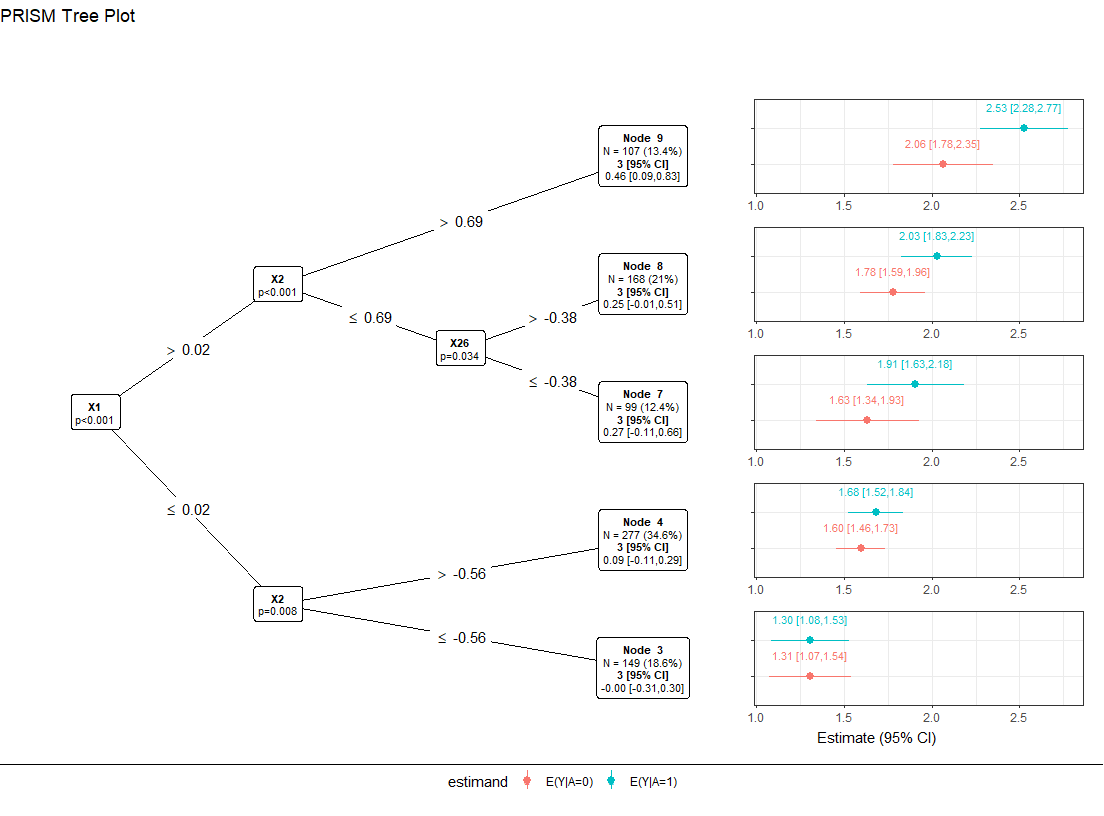 PRISM Tree Plot
X1
p<0.001
> 0.02
≤ 0.02
X2
p<0.001
> 0.69
≤ 0.69
X26
p=0.034
> -0.38
≤ -0.38
X2
p=0.008
> -0.56
≤ -0.56
Node 9
N = 107 (13.4%)
3 [95% CI]
0.46 [0.09,0.83]
2.53 [2.28,2.77]
2.06 [1.78,2.35]
1.0 1.5 2.0 2.5
Node 8
N = 168 (21%)
3 [95% CI]
0.25 [-0.01,0.51]
2.03 [1.83,2.23]
1.78 [1.59,1.96]
1.0 1.5 2.0 2.5
Node 7
N = 99 (12.4%)
3 [95% CI]
0.27 [-0.11,0.66]
1.91 [1.63,2.18]
1.63 [1.34,1.93]
1.0 1.5 2.0 2.5
Node 4
N = 277 (34.6%)
3 [95% CI]
0.09 [-0.11,0.29]
1.68 [1.52,1.84]
1.60 [1.46,1.73]
1.0 1.5 2.0 2.5
Node 3
N = 149 (18.6%)
3 [95% CI]
-0.00 [-0.31,0.30]
1.30 [1.08,1.53]
1.31 [1.07,1.54]
1.0 1.5 2.0 2.5
Estimate (95% CI)
estimand E(Y|A=0) E(Y|A=1)